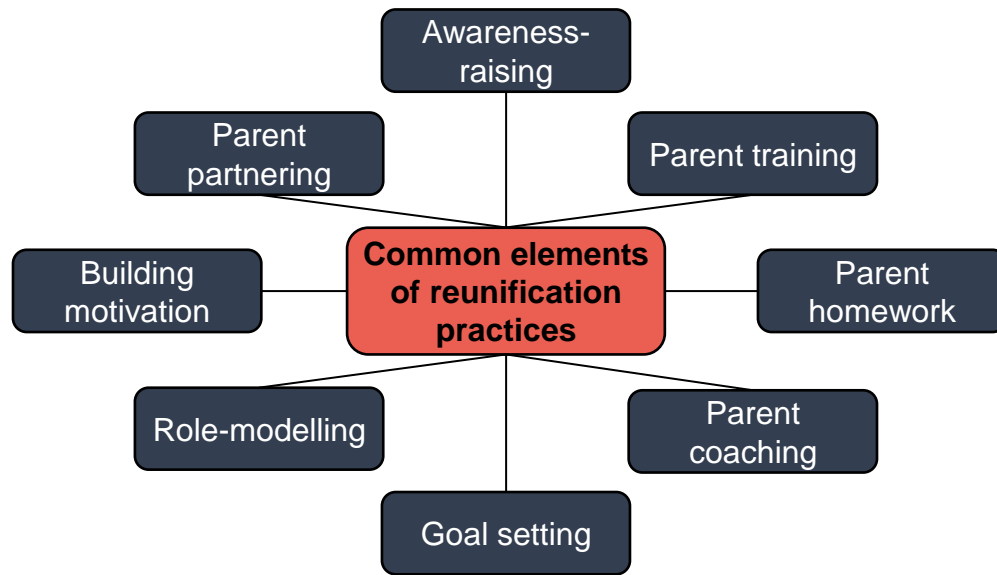 Awareness-
raising
Parent
partnering
Parent training
Building
motivation
Common elements
of reunification
practices
Parent
homework
Role-modelling
Parent
coaching
Goal setting